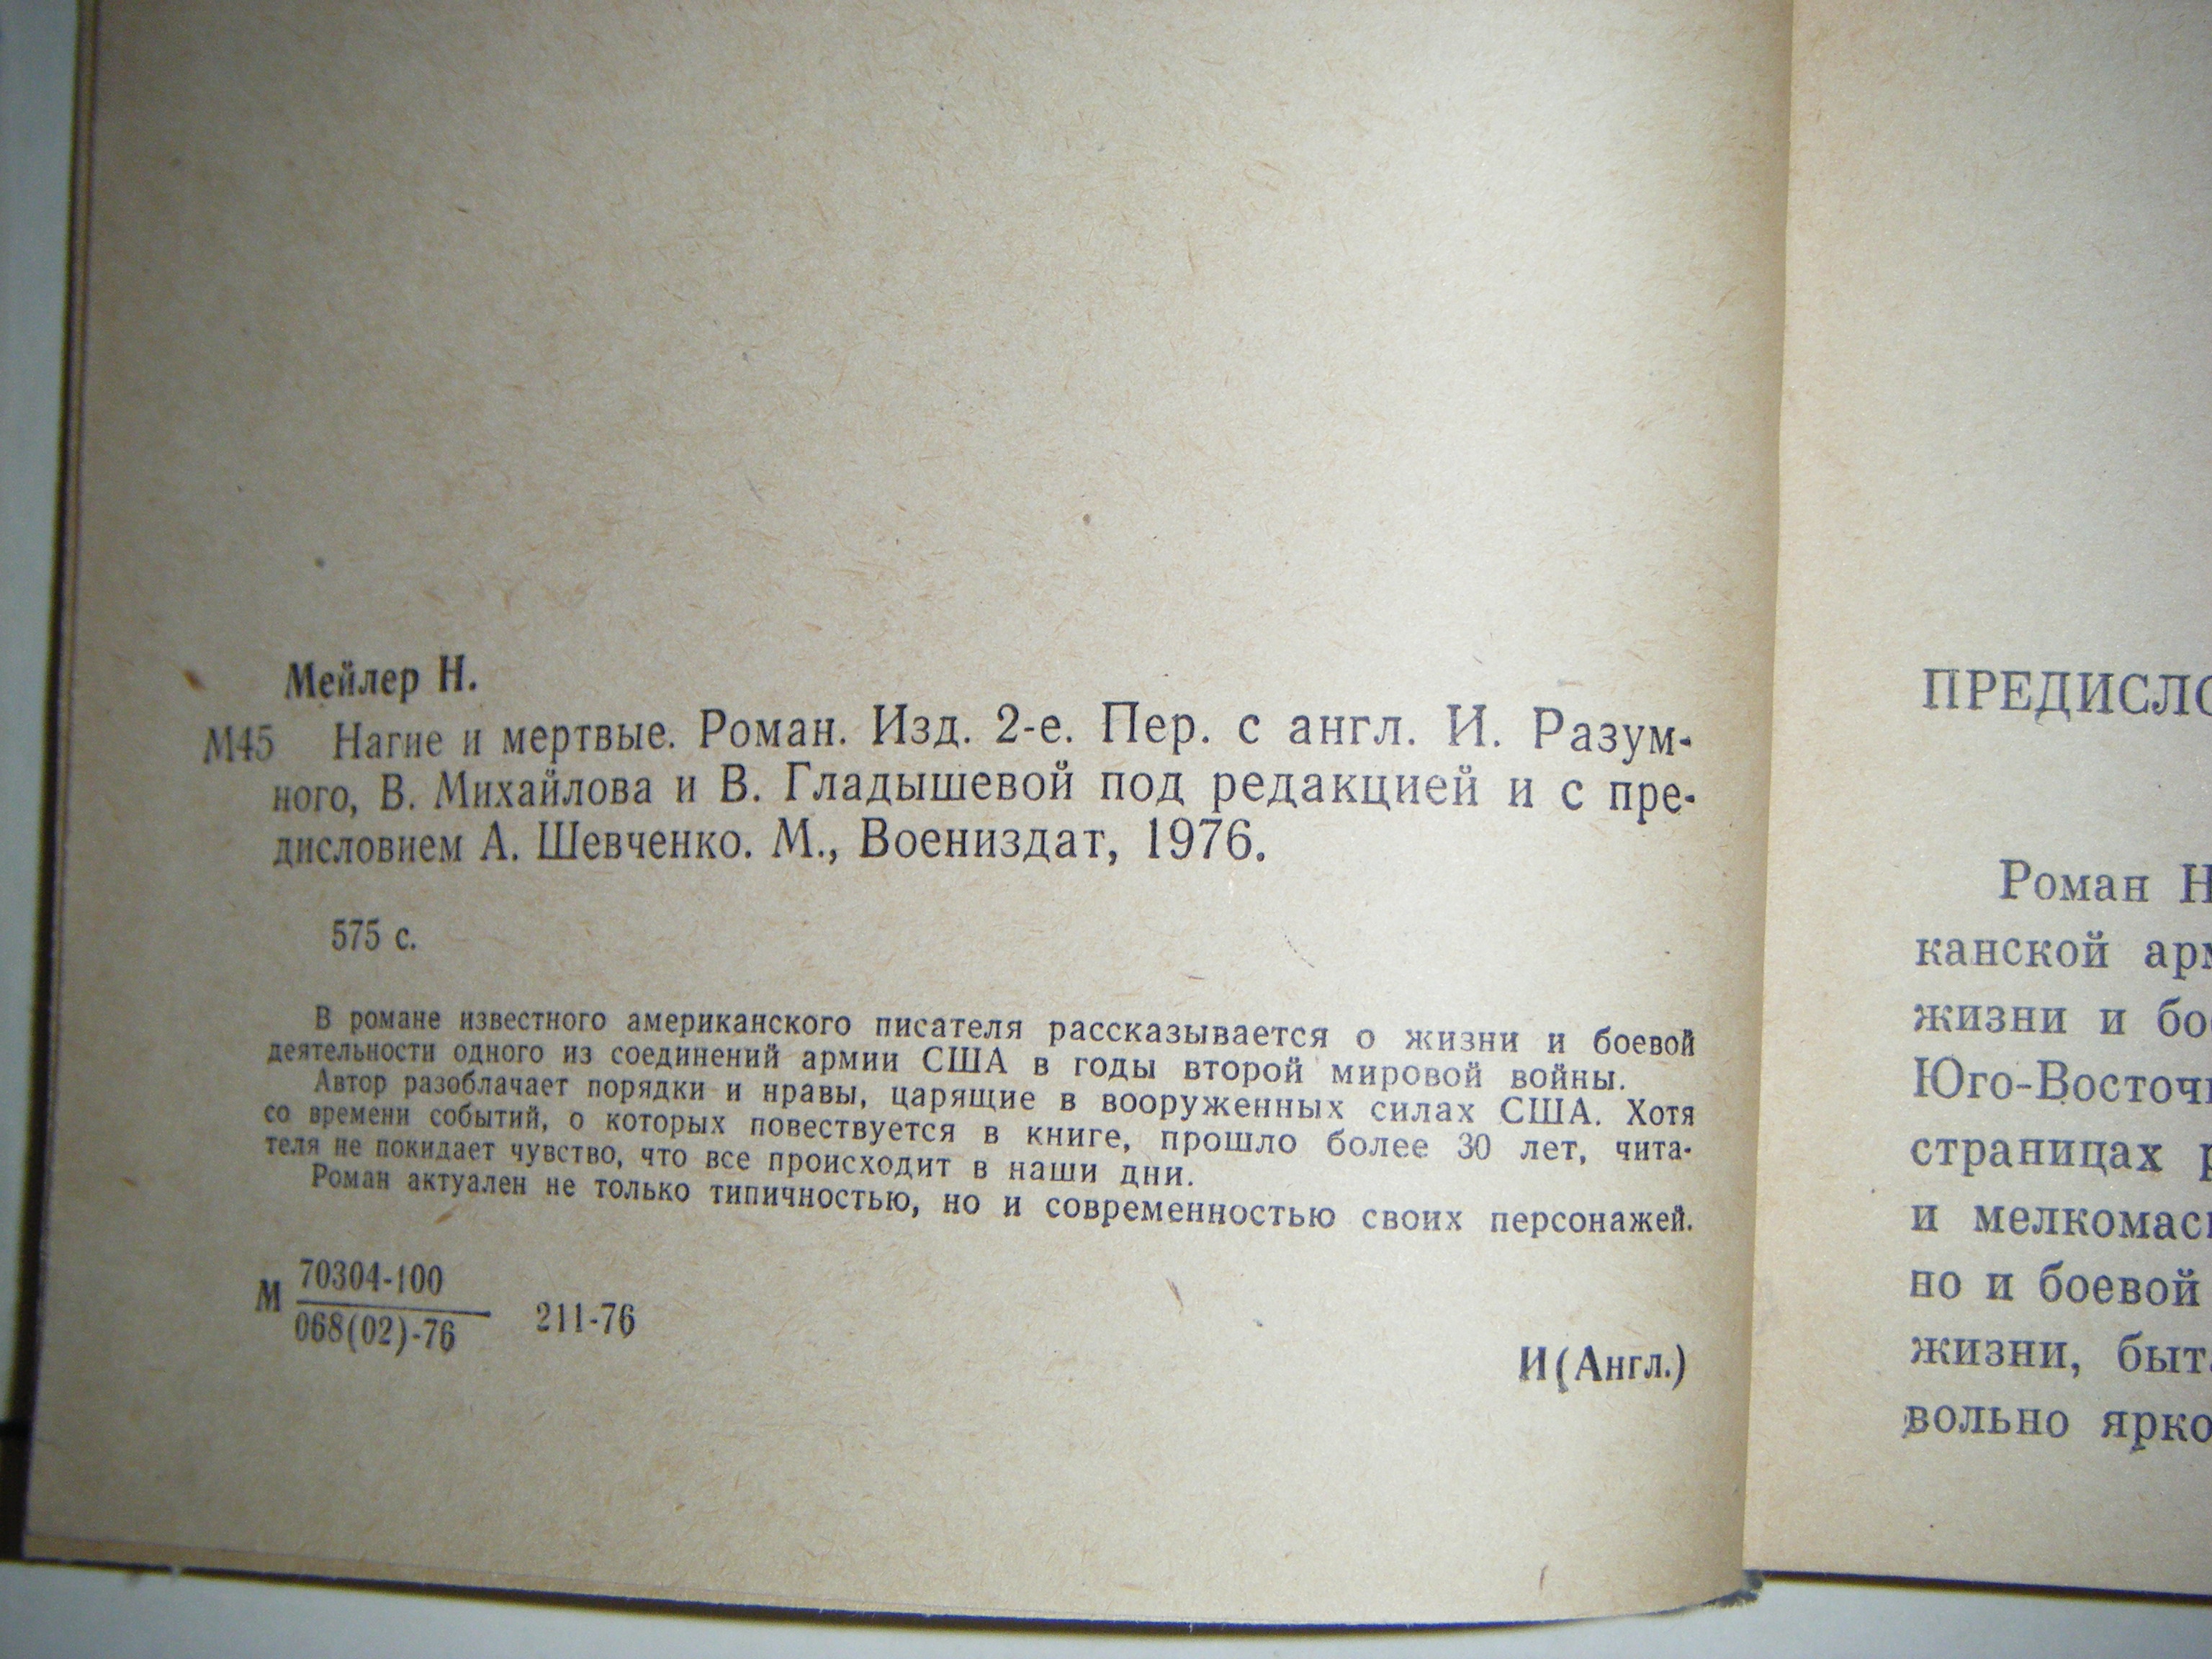 Мейлер Н.
М45 Нагие и мертвые. Роман. Изд. 2-е. Пер. с англ. И. Разум-
ного, В. Михайлова и В. Гладышевой под редакцией и с пре-
дисловием А. Шевченко. М., Воениздат, 1976.
575 с.
В романе известного американского писателя рассказывается о жизни и боевой
деятельности одного из соединений армии США в годы второй мировой войны.
Автор разоблачает порядки и нравы, царящие в вооруженных силах США. Хотя
со времени событий, о которых повествуется в книге, прошло более 30 лет, чита-
теля не покидает чувство, что все происходит в наши дни.
Роман актуален не только типичностью, но и современностью своих персонажей.
М 70304-100
068(02)-76 211-76
И(Англ.)
ПРЕДИСЛО
Роман Н
канской арм
жизни и бо
Юго-Восточн
страницах р
и мелкомас
но и боевой
жизни, быт
вольно ярко